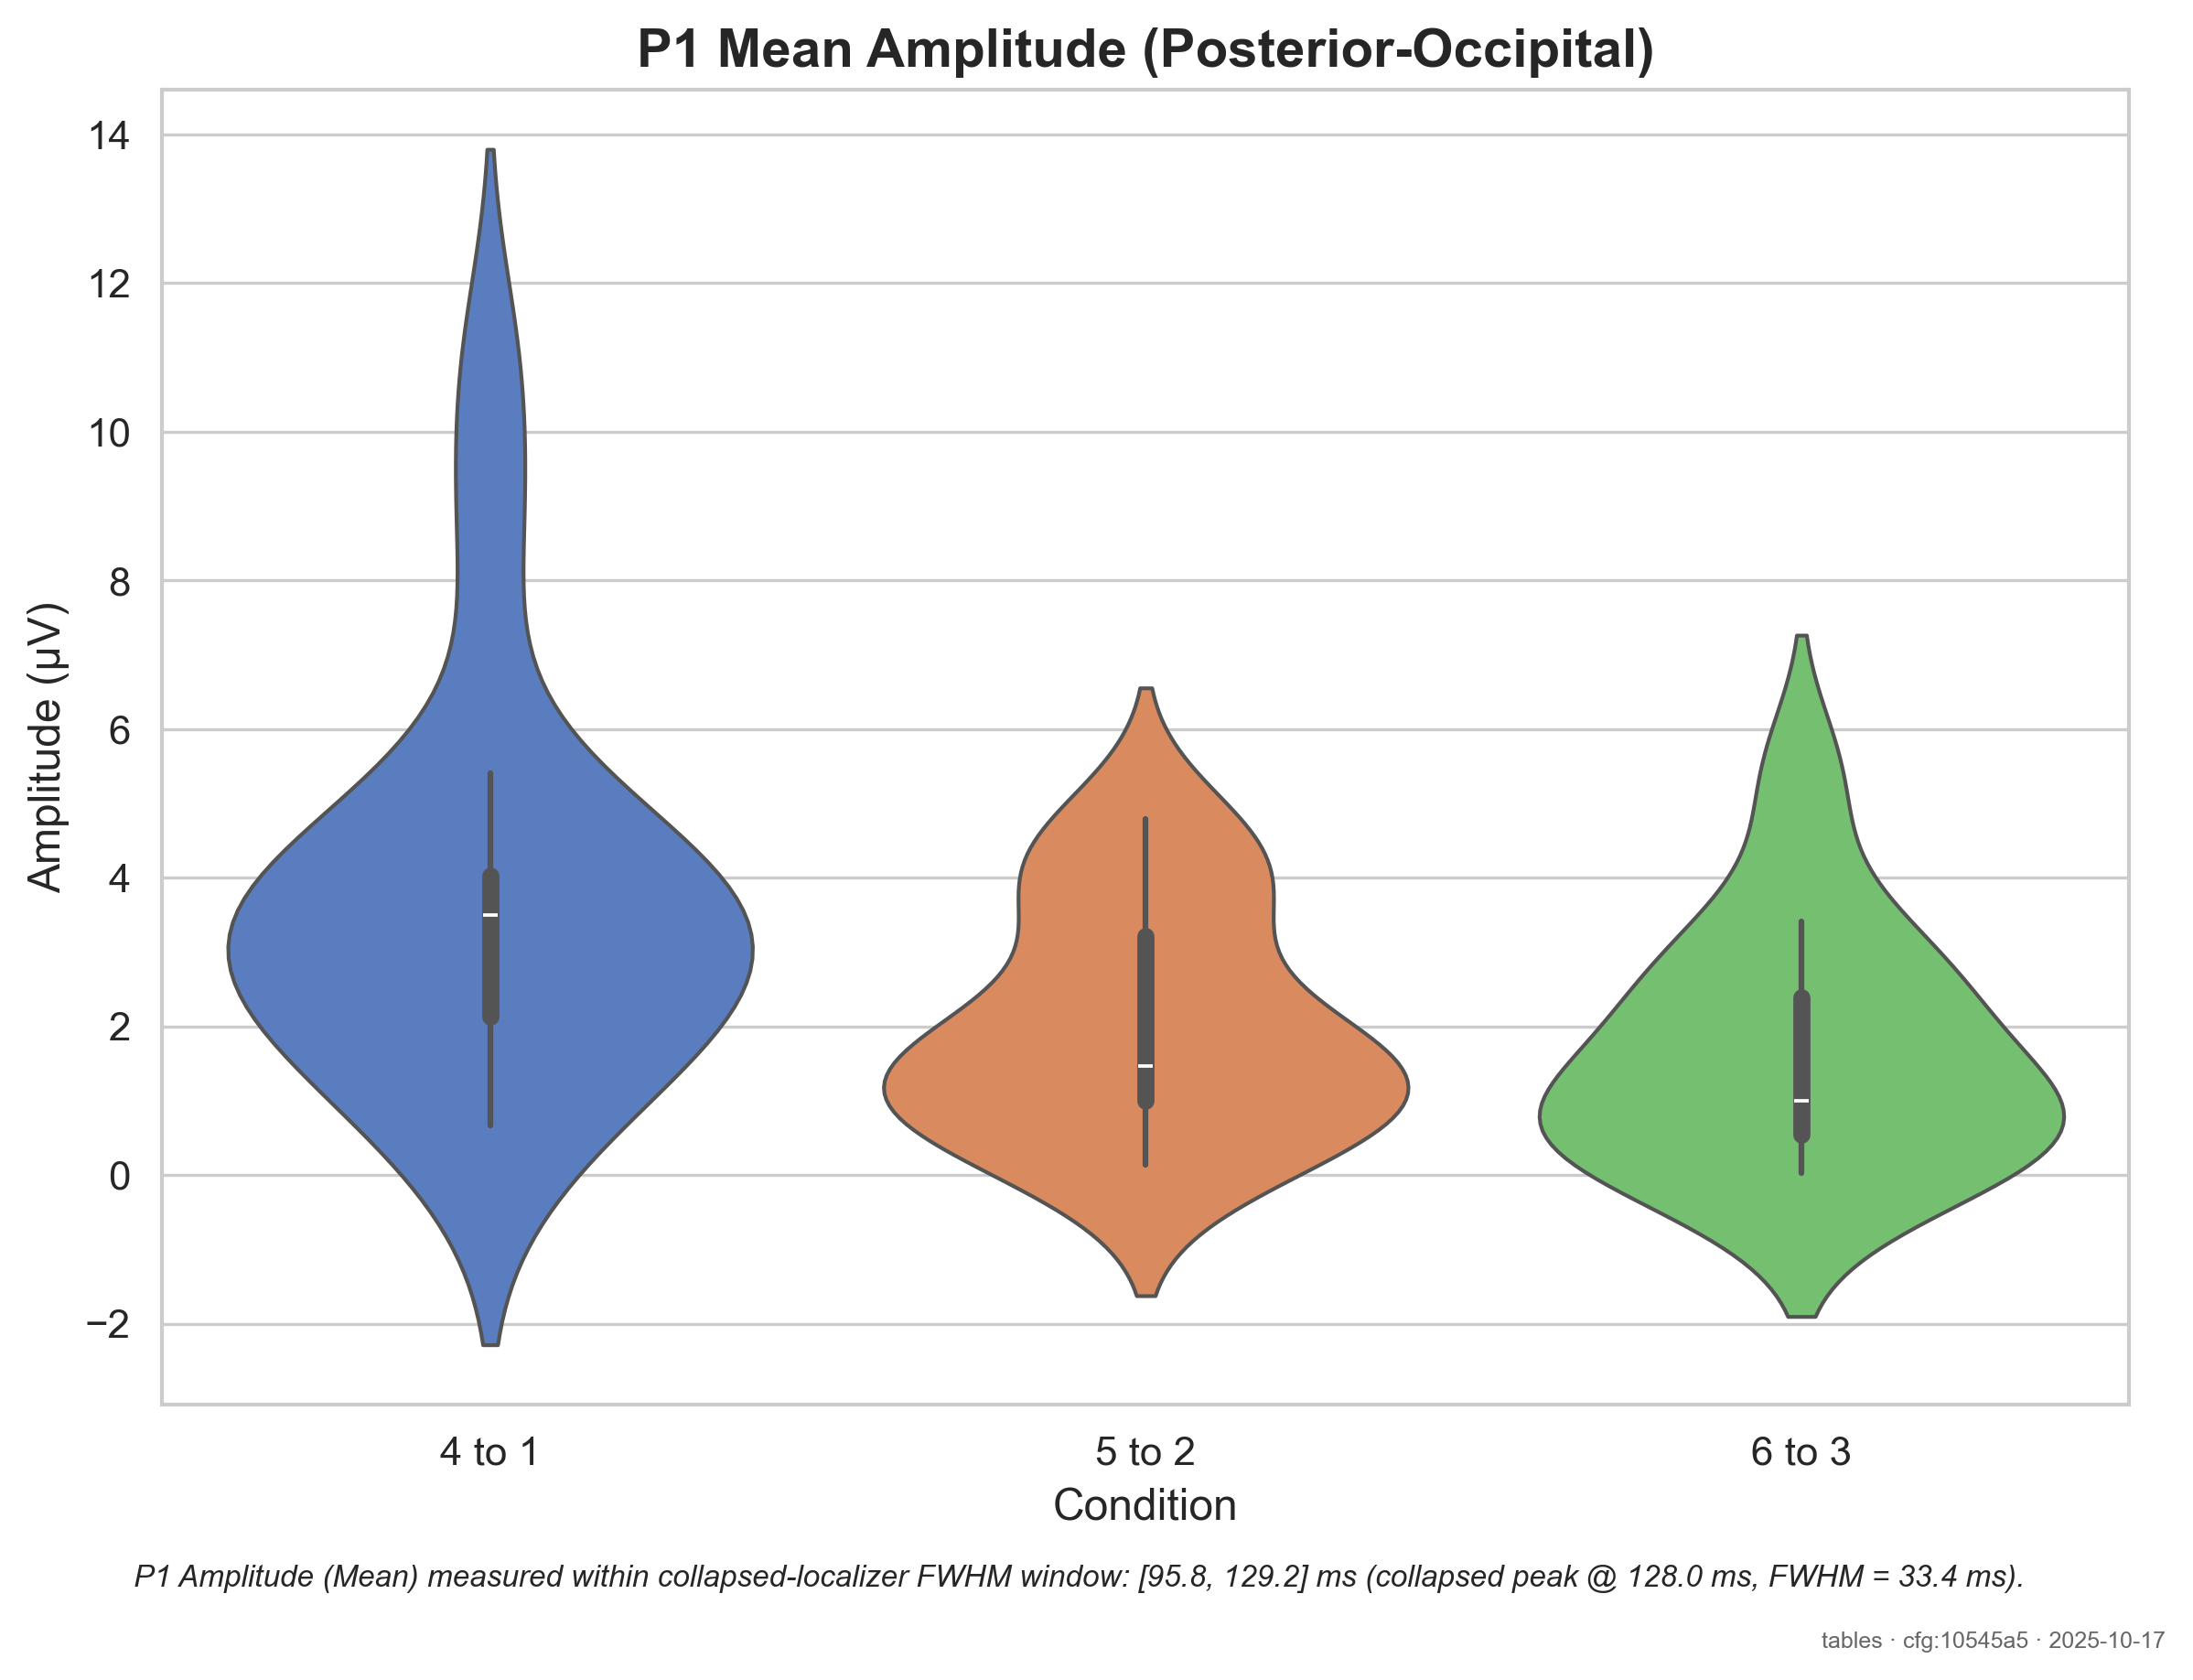 P1 Mean Amplitude (Posterior-Occipital)
14
12
10
8
6
4
2
0
−2
Amplitude (µV)
4 to 1
5 to 2
6 to 3
Condition
P1 Amplitude (Mean) measured within collapsed-localizer FWHM window: [95.8, 129.2] ms (collapsed peak @ 128.0 ms, FWHM = 33.4 ms).
tables · cfg:10545a5 · 2025-10-17